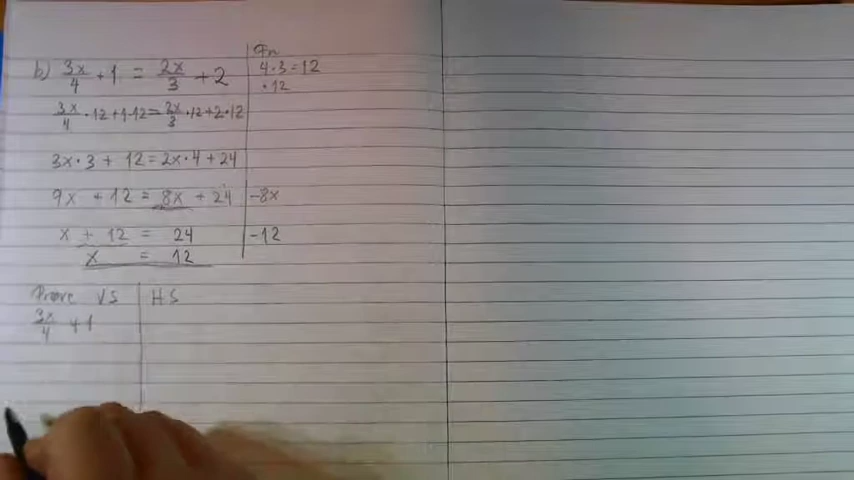 b) 3x/4 + 1 = 2x/3 + 2
Fn
4·3=12
·12
3x/4 ·12+1·12=2x/3 ·12+2·12
3x·3 + 12=2x·4 + 24
9x + 12 = 8x + 24 | -8x
x + 12 = 24 | -12
x = 12
Prøve VS | HS
3x/4 + 1